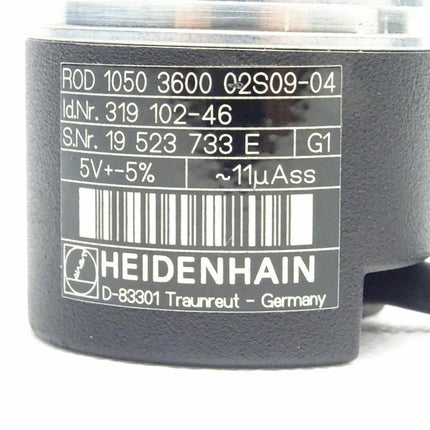 ROD 1050 3600 02S09-04
Id.Nr. 319 102-46
S.Nr. 19 523 733 E G1
5V+-5% ~11µAss
HEIDENHAIN
D-83301 Traunreut - Germany